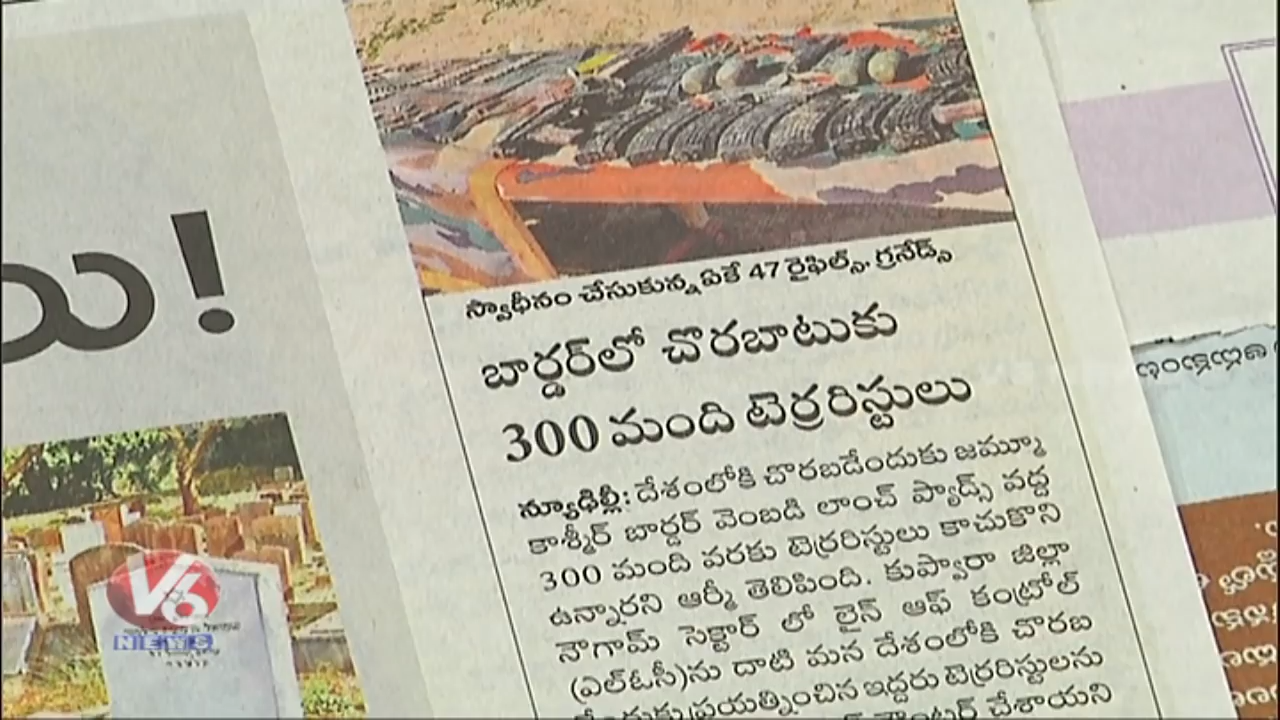 రు!
స్వాధీనం చేసుకున్న ఏకే 47 రైఫిల్స్, గ్రనేడ్స్
బార్డర్‌లో చొరబాటుకు
300 మంది టెర్రరిస్టులు
న్యూఢిల్లీ: దేశంలోకి చొరబడేందుకు జమ్మూ
కాశ్మీర్ బార్డర్ వెంబడి లాంచ్ ప్యాడ్స్ వద్ద
300 మంది వరకు టెర్రరిస్టులు కాచుకొని
ఉన్నారని ఆర్మీ తెలిపింది. కుప్వారా జిల్లా
నౌగామ్ సెక్టార్ లో లైన్ ఆఫ్ కంట్రోల్
(ఎల్ఓసీ)ను దాటి మన దేశంలోకి చొరబ
డేందుకు ప్రయత్నించిన ఇద్దరు టెర్రరిస్టులను
చేశాయని
V6
NEWS